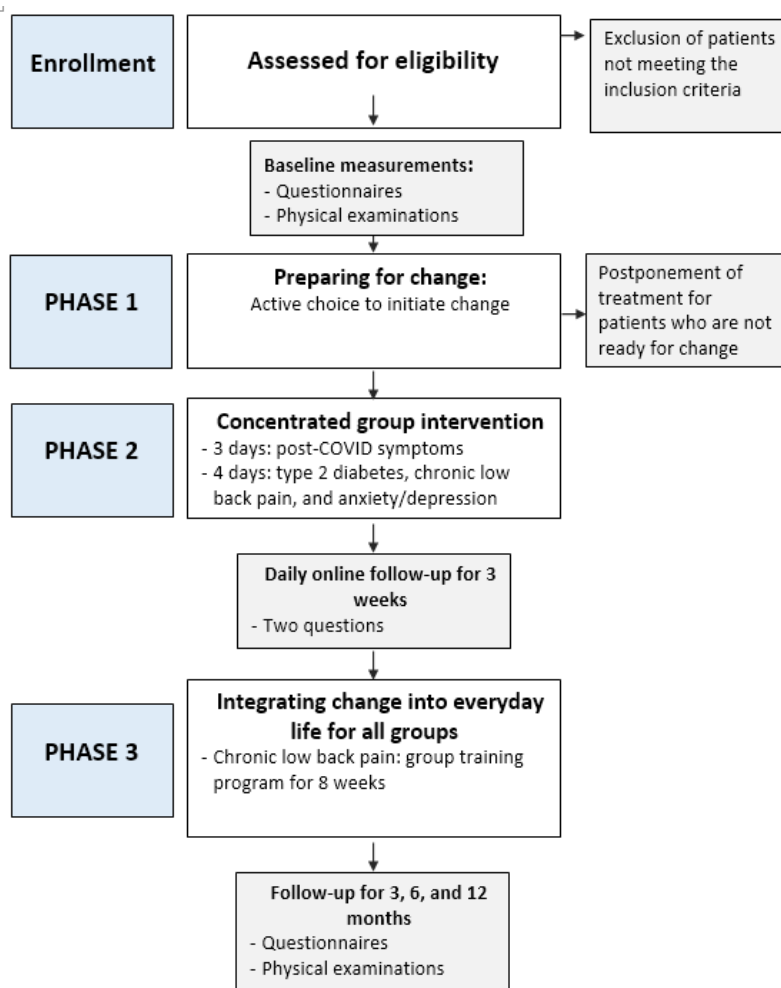 Enrollment
Assessed for eligibility
Exclusion of patients
not meeting the
inclusion criteria
Baseline measurements:
- Questionnaires
- Physical examinations
PHASE 1
Preparing for change:
Active choice to initiate change
Postponement of
treatment for
patients who are not
ready for change
PHASE 2
Concentrated group intervention
- 3 days: post-COVID symptoms
- 4 days: type 2 diabetes, chronic low
back pain, and anxiety/depression
Daily online follow-up for 3
weeks
- Two questions
PHASE 3
Integrating change into everyday
life for all groups
- Chronic low back pain: group training
program for 8 weeks
Follow-up for 3, 6, and 12
months
- Questionnaires
- Physical examinations